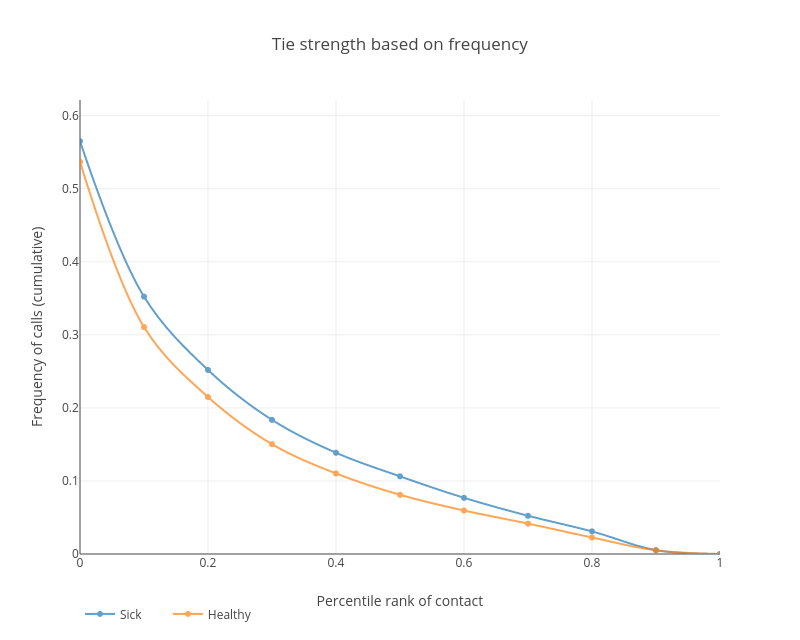 Tie strength based on frequency
Frequency of calls (cumulative)
0.6
0.5
0.4
0.3
0.2
0.1
0
0 0.2 0.4 0.6 0.8 1
Percentile rank of contact
Sick Healthy